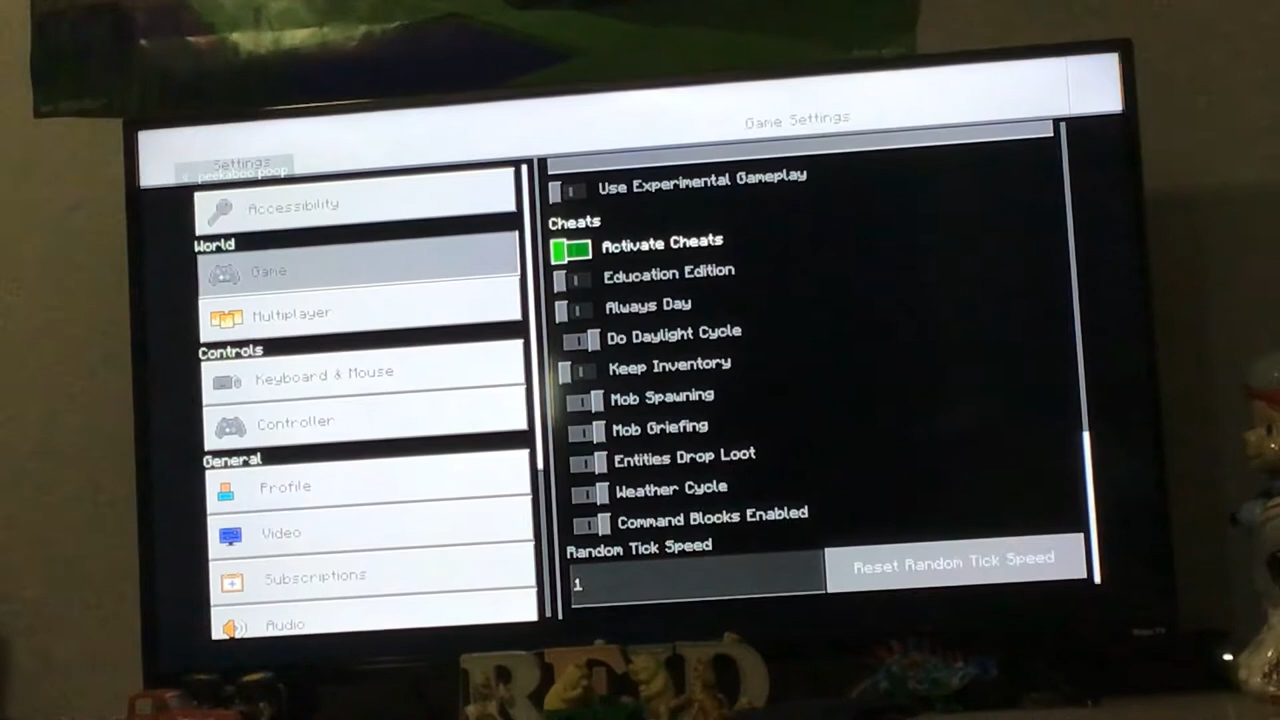 Game Settings
Settings
< peekaboo poop
Accessibility
World
Game
Multiplayer
Controls
Keyboard & Mouse
Controller
General
Profile
Video
Subscriptions
Audio
Use Experimental Gameplay
Cheats
Activate Cheats
Education Edition
Always Day
Do Daylight Cycle
Keep Inventory
Mob Spawning
Mob Griefing
Entities Drop Loot
Weather Cycle
Command Blocks Enabled
Random Tick Speed
1
Reset Random Tick Speed